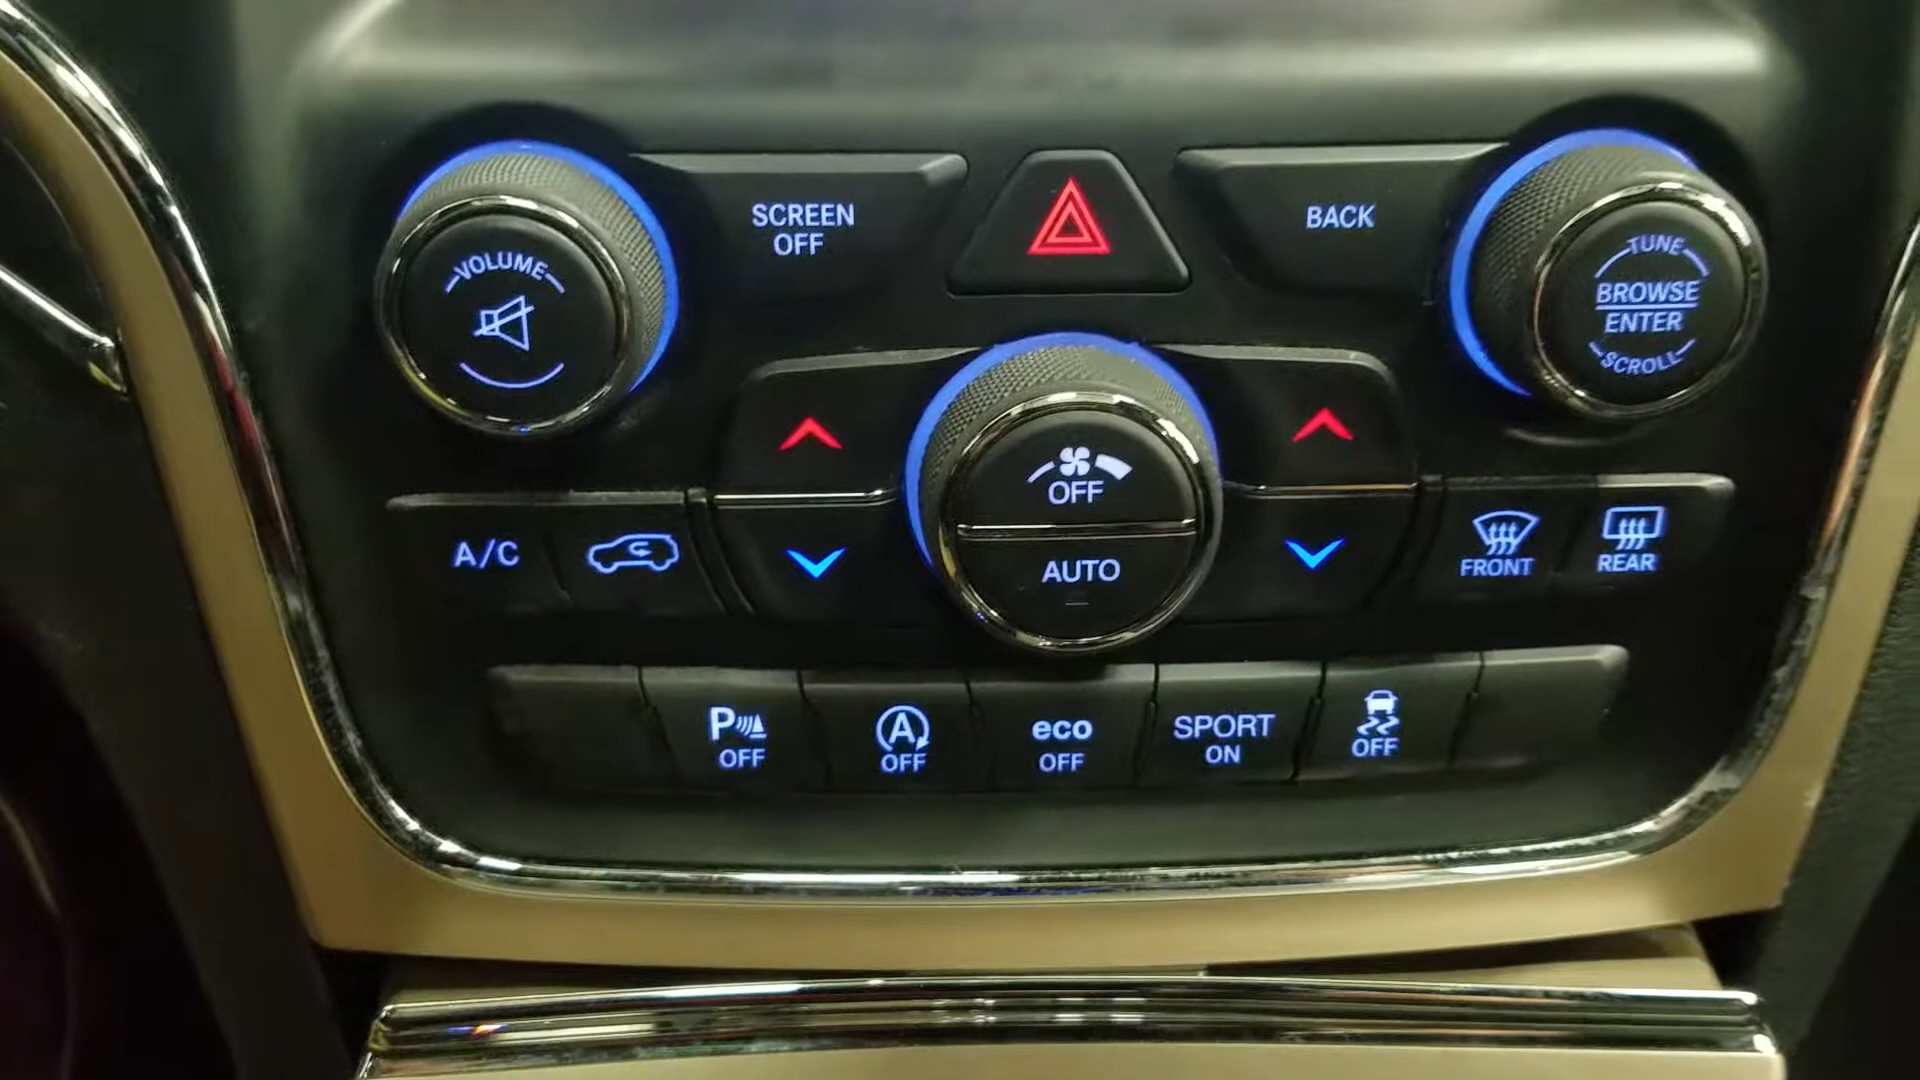 VOLUME
SCREEN
OFF
BACK
TUNE
BROWSE
ENTER
SCROLL
OFF
AUTO
A/C
FRONT
REAR
P
OFF
A
OFF
eco
OFF
SPORT
ON
OFF